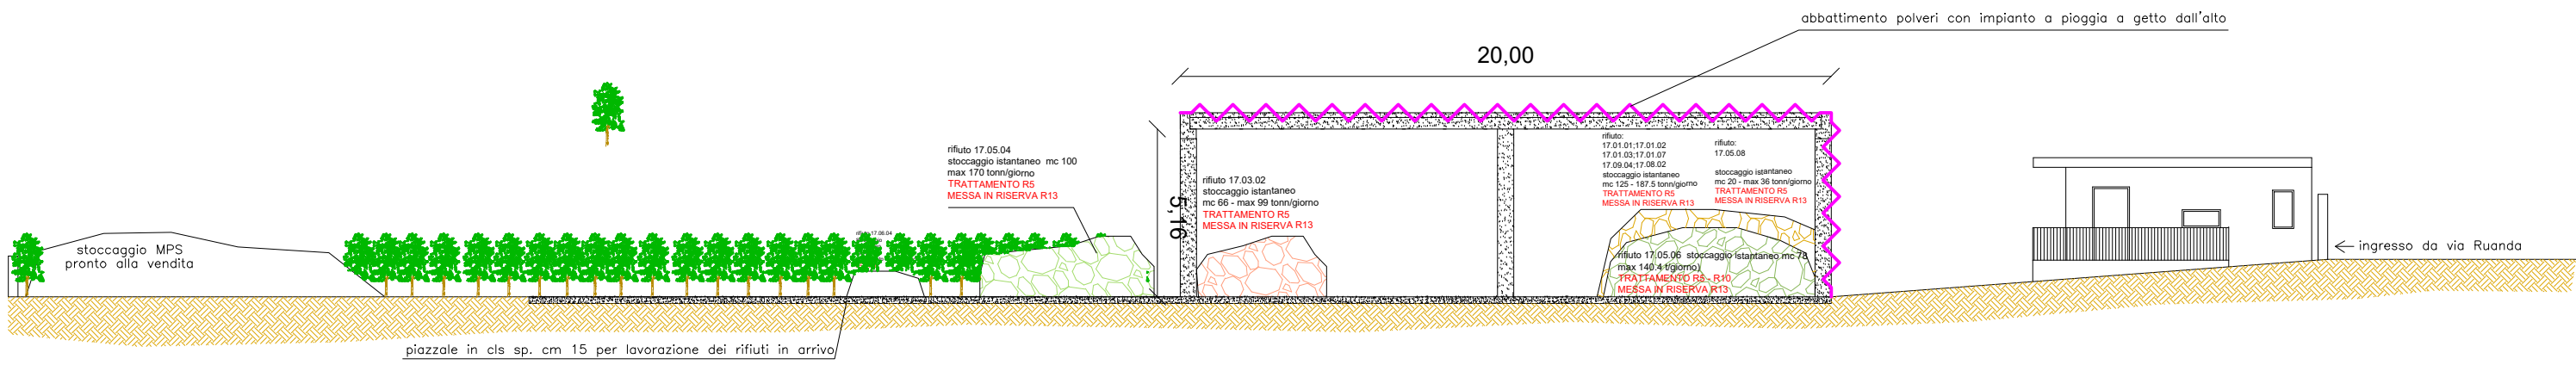 abbattimento polveri con impianto a pioggia a getto dall'alto
20,00
rifiuto 17.05.04
stoccaggio istantaneo mc 100
max 170 tonn/giorno
TRATTAMENTO R5
MESSA IN RISERVA R13
5,16
rifiuto 17.03.02
stoccaggio istantaneo
mc 66 - max 99 tonn/giorno
TRATTAMENTO R5
MESSA IN RISERVA R13
rifiuto:
17.01.01;17.01.02
17.01.03;17.01.07
17.09.04;17.08.02
stoccaggio istantaneo
mc 125 - 187.5 tonn/giorno
TRATTAMENTO R5
MESSA IN RISERVA R13
rifiuto:
17.05.08
stoccaggio istantaneo
mc 20 - max 36 tonn/giorno
TRATTAMENTO R5
MESSA IN RISERVA R13
rifiuto 17.05.06 stoccaggio istantaneo mc 78
max 140.4 t/giorno)
TRATTAMENTO R5 - R10
MESSA IN RISERVA R13
stoccaggio MPS
pronto alla vendita
ingresso da via Ruanda
piazzale in cls sp. cm 15 per lavorazione dei rifiuti in arrivo